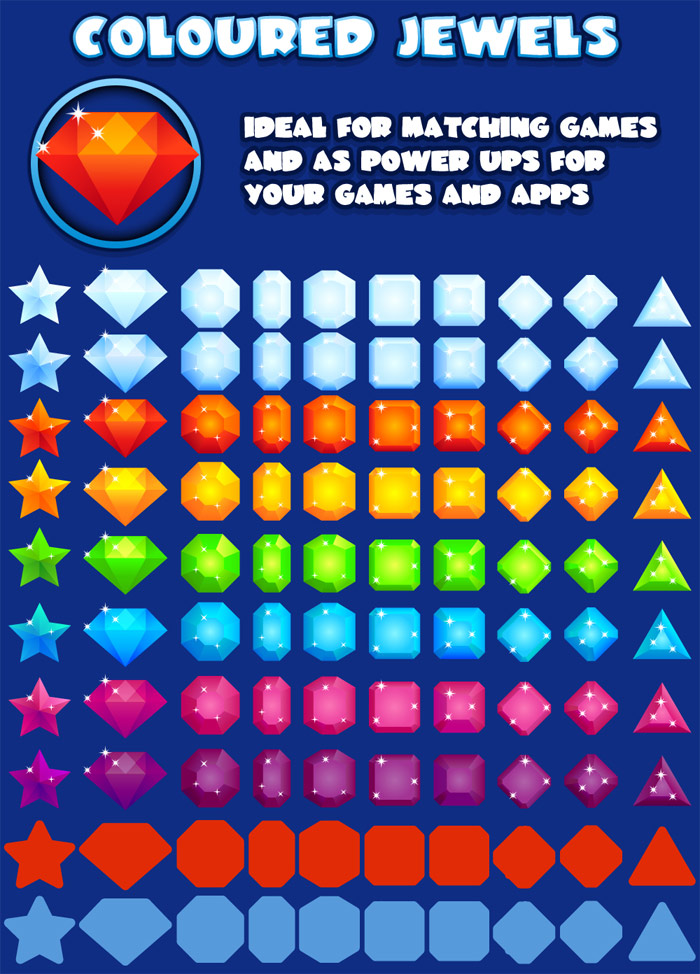 COLOURED JEWELS
IDEAL FOR MATCHING GAMES
AND AS POWER UPS FOR
YOUR GAMES AND APPS